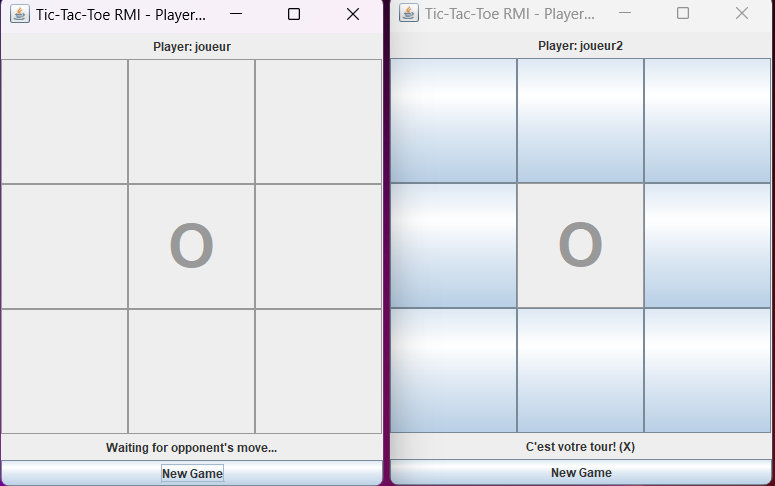 Tic-Tac-Toe RMI - Player...
Player: joueur
O
Waiting for opponent's move...
New Game
Tic-Tac-Toe RMI - Player...
Player: joueur2
O
C'est votre tour! (X)
New Game